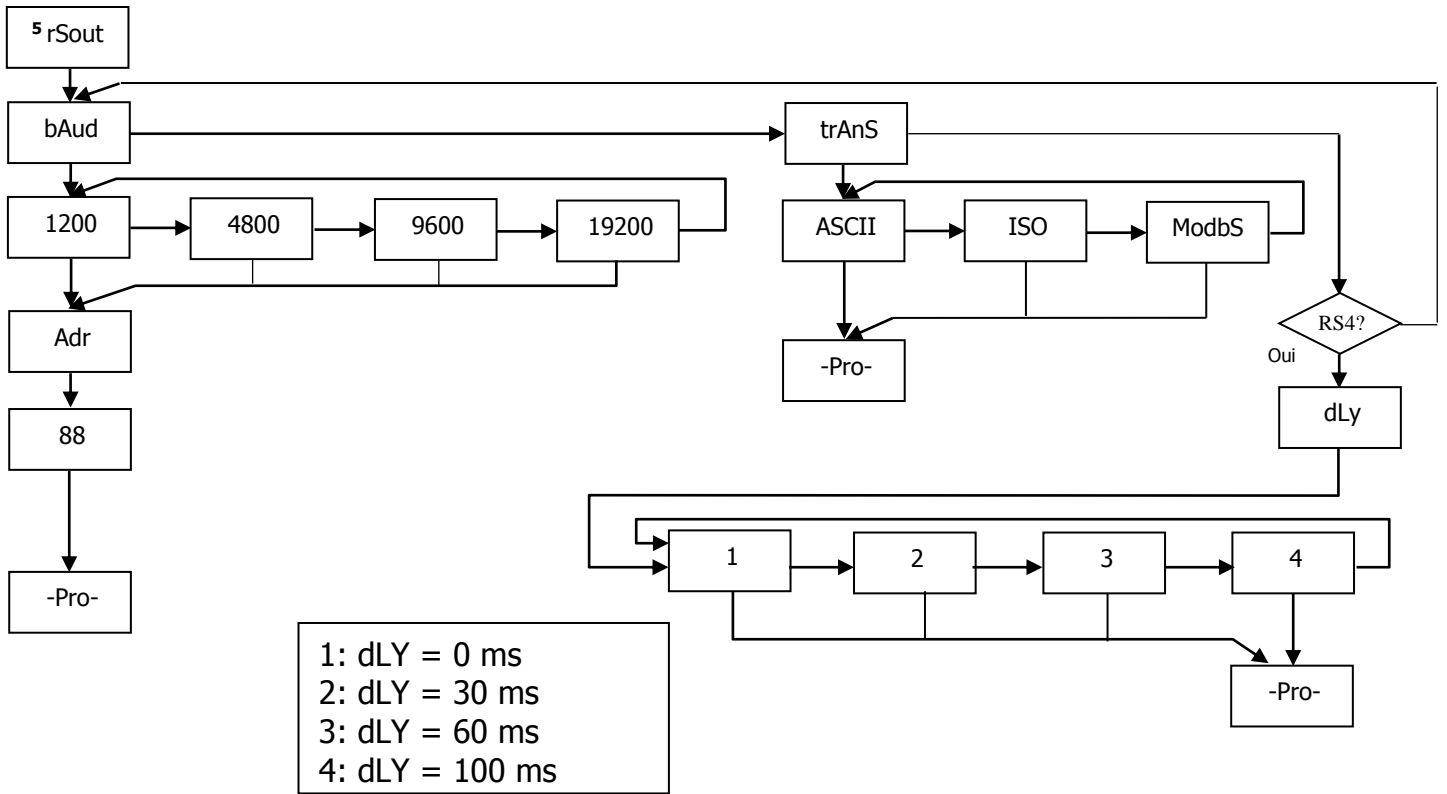 5 rSout
bAud
trAnS
1200
4800
9600
19200
ASCII
ISO
ModbS
Adr
RS4?
Oui
-Pro-
dLy
88
1
2
3
4
-Pro-
-Pro-
1: dLY = 0 ms
2: dLY = 30 ms
3: dLY = 60 ms
4: dLY = 100 ms